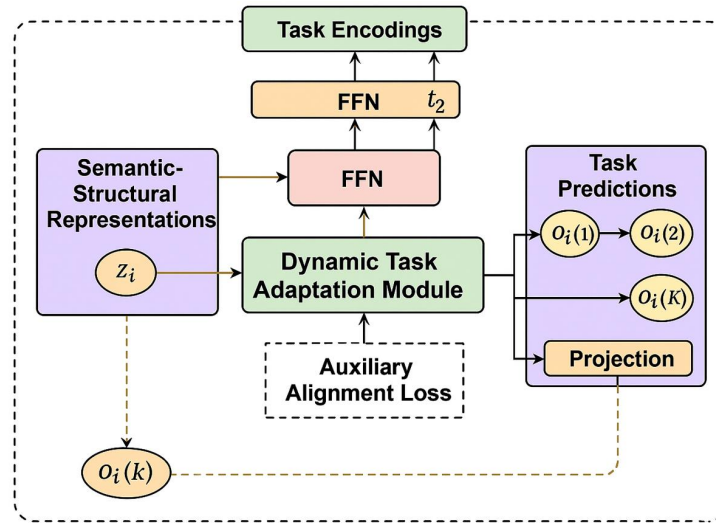 Task Encodings
FFN t₂
FFN
Semantic-
Structural
Representations
zᵢ
Dynamic Task
Adaptation Module
Auxiliary
Alignment Loss
Task
Predictions
oᵢ(1)
oᵢ(2)
oᵢ(K)
Projection
oᵢ(k)